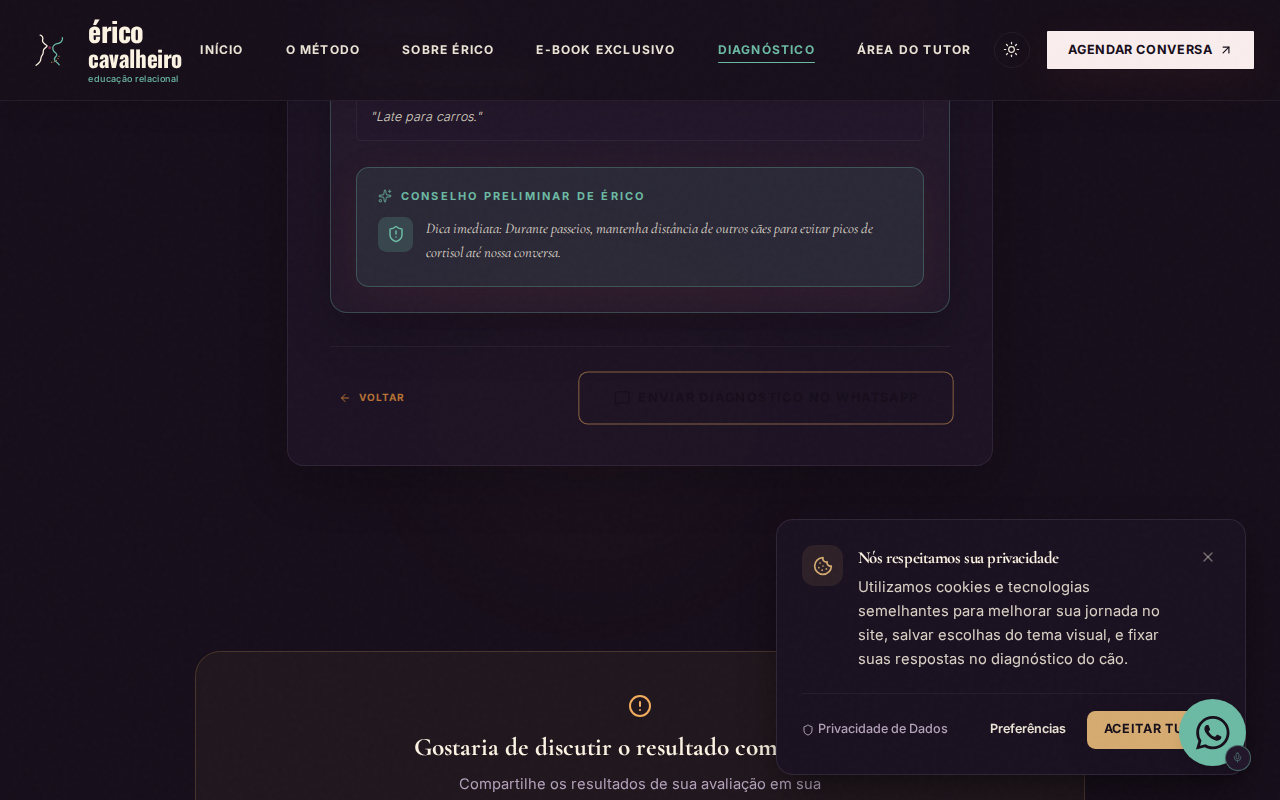 érico
cavalheiro
educação relacional
INÍCIO
O MÉTODO
SOBRE ÉRICO
E-BOOK EXCLUSIVO
DIAGNÓSTICO
ÁREA DO TUTOR
AGENDAR CONVERSA
"Late para carros."
CONSELHO PRELIMINAR DE ÉRICO
Dica imediata: Durante passeios, mantenha distância de outros cães para evitar picos de
cortisol até nossa conversa.
VOLTAR
ENVIAR DIAGNÓSTICO NO WHATSAPP
Nós respeitamos sua privacidade
Utilizamos cookies e tecnologias
semelhantes para melhorar sua jornada no
site, salvar escolhas do tema visual, e fixar
suas respostas no diagnóstico do cão.
Privacidade de Dados
Preferências
ACEITAR TU
Gostaria de discutir o resultado com
Compartilhe os resultados de sua avaliação em sua